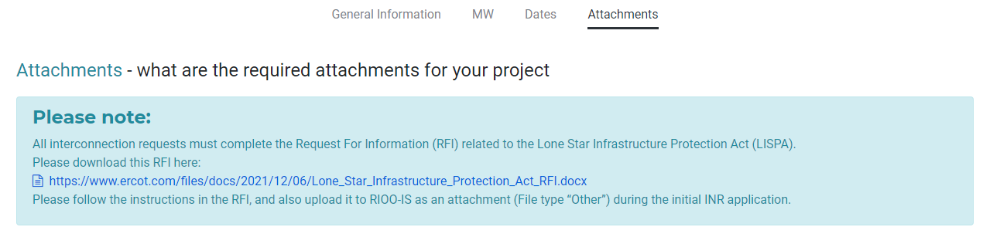 General Information MW Dates Attachments
Attachments - what are the required attachments for your project
Please note:
All interconnection requests must complete the Request For Information (RFI) related to the Lone Star Infrastructure Protection Act (LISPA).
Please download this RFI here:
https://www.ercot.com/files/docs/2021/12/06/Lone_Star_Infrastructure_Protection_Act_RFI.docx
Please follow the instructions in the RFI, and also upload it to RIOO-IS as an attachment (File type “Other”) during the initial INR application.